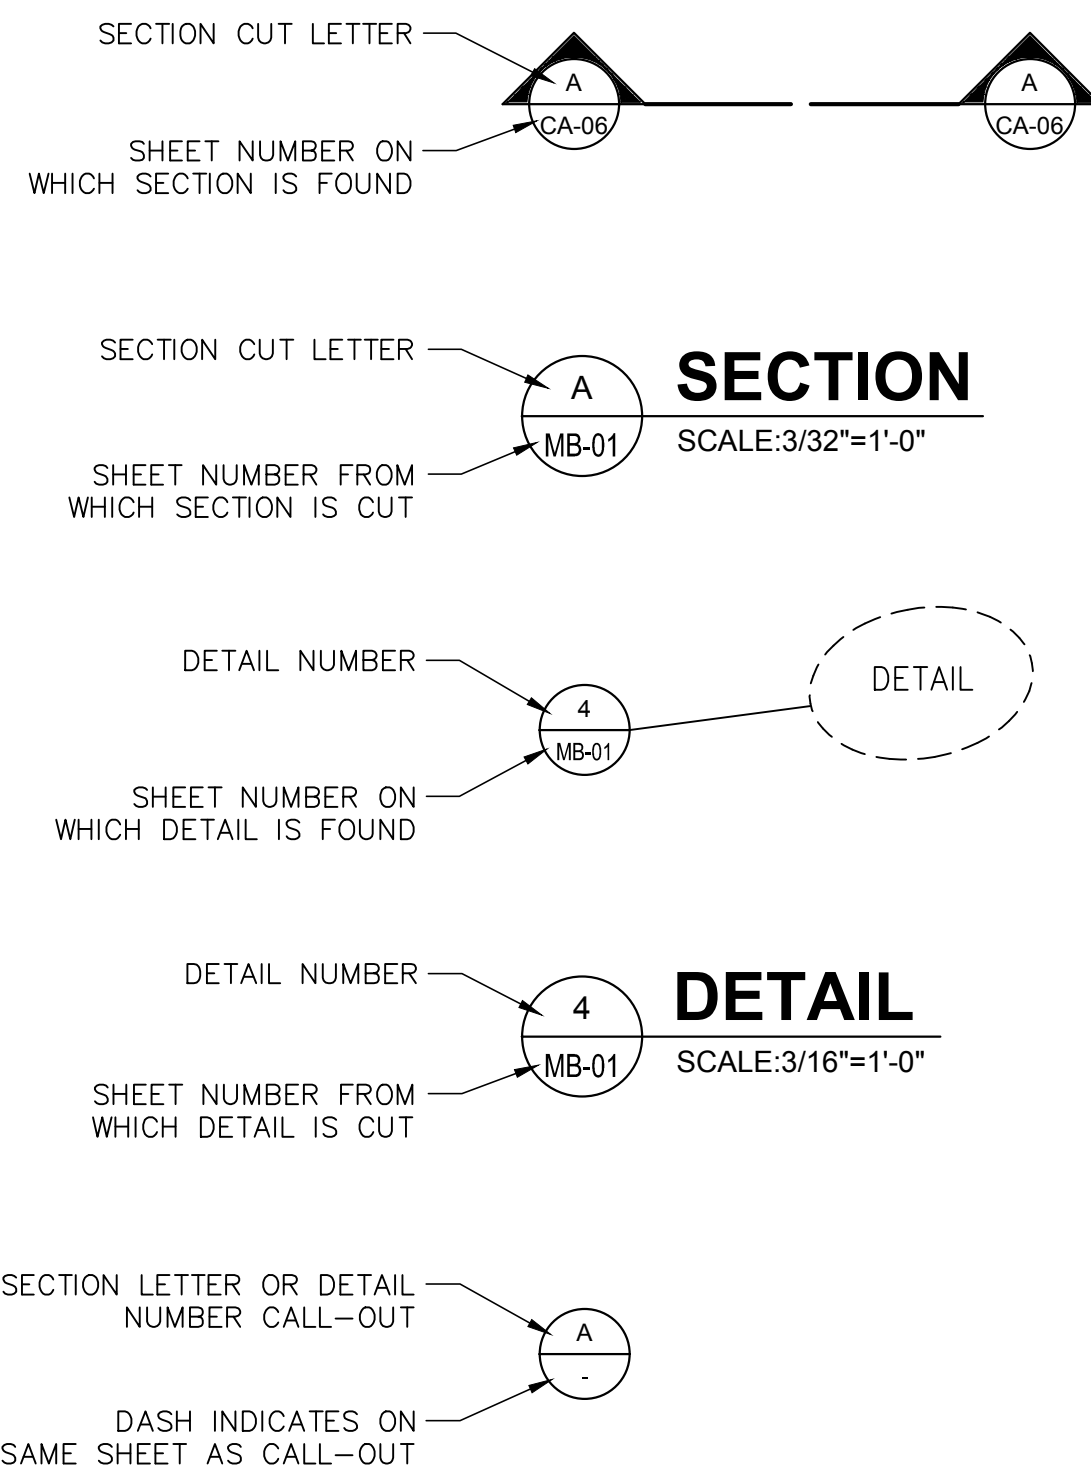 SECTION CUT LETTER
A
A
CA-06
CA-06
SHEET NUMBER ON
WHICH SECTION IS FOUND
SECTION CUT LETTER
A
SECTION
MB-01
SCALE:3/32"=1'-0"
SHEET NUMBER FROM
WHICH SECTION IS CUT
DETAIL NUMBER
DETAIL
4
MB-01
SHEET NUMBER ON
WHICH DETAIL IS FOUND
DETAIL NUMBER
4
DETAIL
MB-01
SCALE:3/16"=1'-0"
SHEET NUMBER FROM
WHICH DETAIL IS CUT
SECTION LETTER OR DETAIL
NUMBER CALL-OUT
A
-
DASH INDICATES ON
SAME SHEET AS CALL-OUT